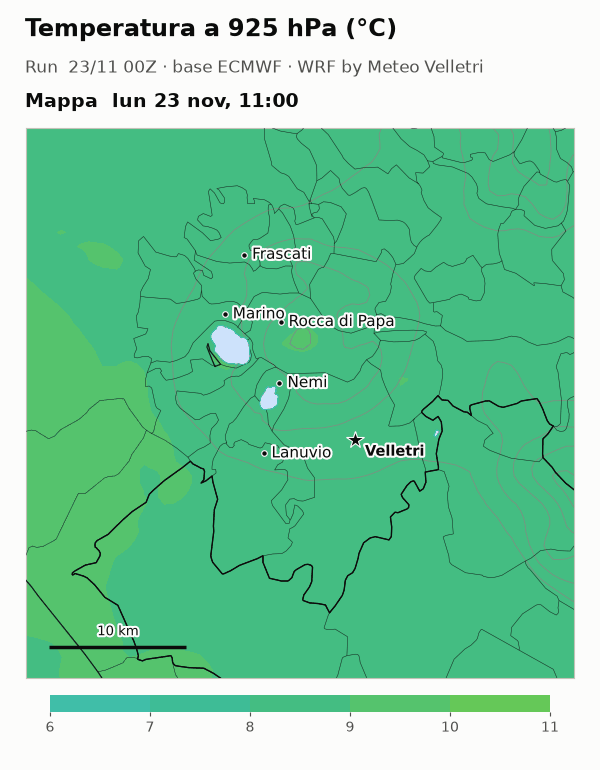 Temperatura a 925 hPa (°C)
Run  23/11 00Z · base ECMWF · WRF by Meteo Velletri
Mappa  lun 23 nov, 11:00
Frascati
Marino
Rocca di Papa
Nemi
Velletri
Lanuvio
10 km
6 7 8 9 10 11